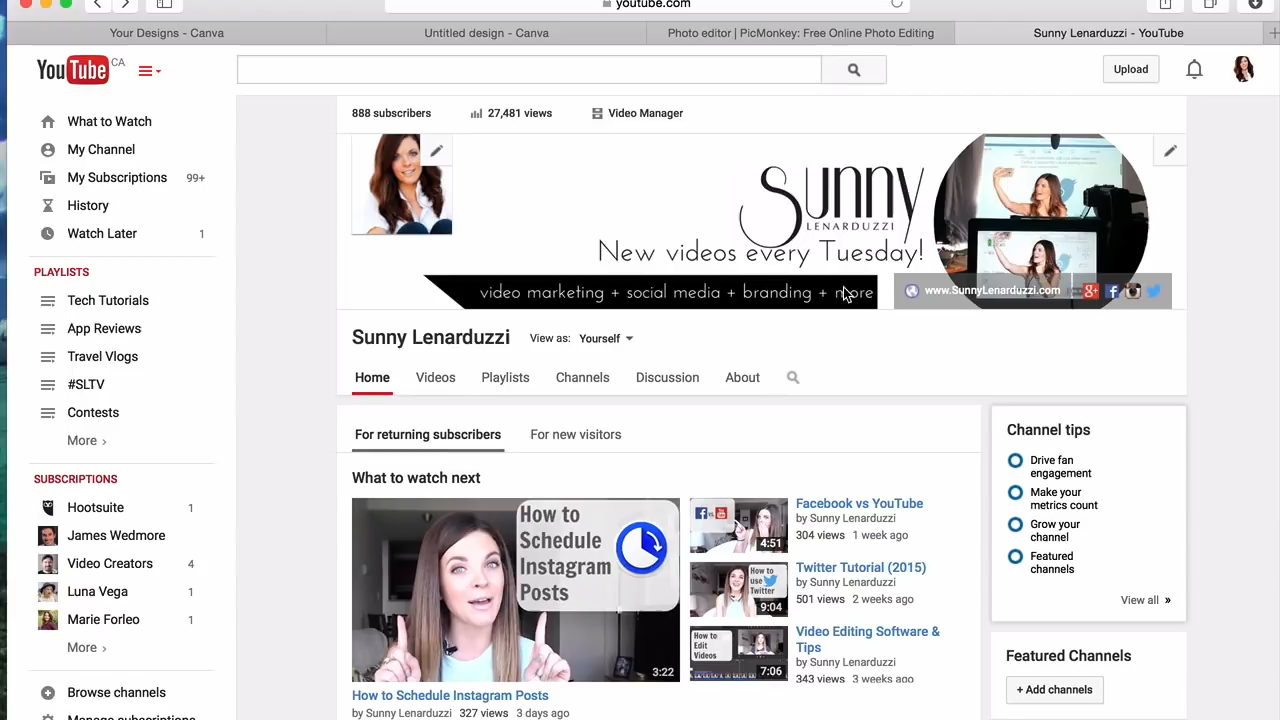 youtube.com
Your Designs - Canva
Untitled design - Canva
Photo editor | PicMonkey: Free Online Photo Editing
Sunny Lenarduzzi - YouTube
YouTube CA
Upload
What to Watch
My Channel
My Subscriptions 99+
History
Watch Later 1
PLAYLISTS
Tech Tutorials
App Reviews
Travel Vlogs
#SLTV
Contests
More ›
SUBSCRIPTIONS
Hootsuite 1
James Wedmore
Video Creators 4
Luna Vega 1
Marie Forleo 1
More ›
Browse channels
Manage subscriptions
888 subscribers
27,481 views
Video Manager
Sunny
LENARDUZZI
New videos every Tuesday!
video marketing + social media + branding + more
www.SunnyLenarduzzi.com
Sunny Lenarduzzi
View as: Yourself
Home Videos Playlists Channels Discussion About
For returning subscribers
For new visitors
What to watch next
How to
Schedule
Instagram
Posts
3:22
How to Schedule Instagram Posts
by Sunny Lenarduzzi 327 views 3 days ago
vs
4:51
Facebook vs YouTube
by Sunny Lenarduzzi
304 views 1 week ago
How to
use
Twitter
9:04
Twitter Tutorial (2015)
by Sunny Lenarduzzi
501 views 2 weeks ago
How to
Edit
Videos
7:06
Video Editing Software &
Tips
by Sunny Lenarduzzi
343 views 3 weeks ago
Channel tips
Drive fan
engagement
Make your
metrics count
Grow your
channel
Featured
channels
View all »
Featured Channels
+ Add channels